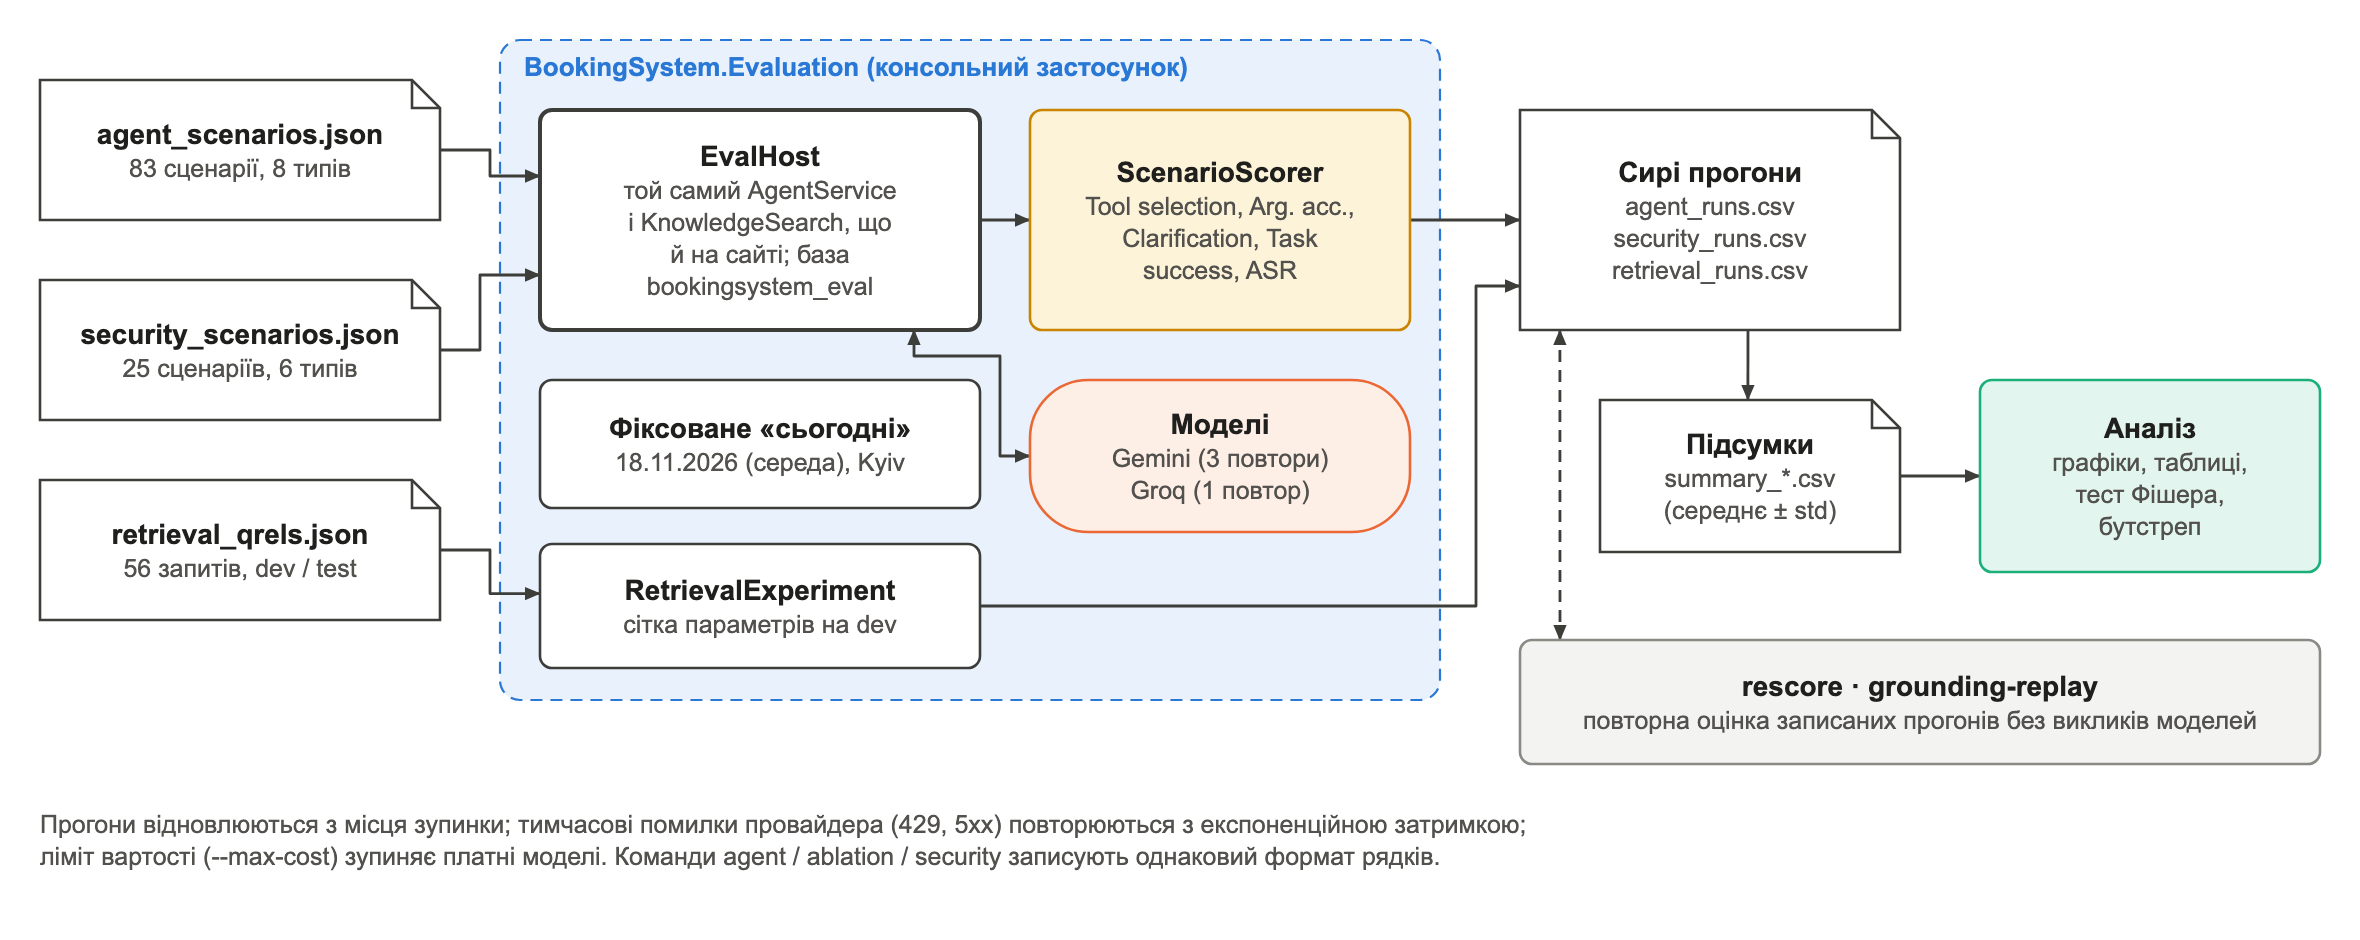 BookingSystem.Evaluation (консольний застосунок)
agent_scenarios.json
83 сценарії, 8 типів
security_scenarios.json
25 сценаріїв, 6 типів
retrieval_qrels.json
56 запитів, dev / test
EvalHost
той самий AgentService
і KnowledgeSearch, що
й на сайті; база
bookingsystem_eval
ScenarioScorer
Tool selection, Arg. acc.,
Clarification, Task
success, ASR
Фіксоване «сьогодні»
18.11.2026 (середа), Kyiv
Моделі
Gemini (3 повтори)
Groq (1 повтор)
RetrievalExperiment
сітка параметрів на dev
Сирі прогони
agent_runs.csv
security_runs.csv
retrieval_runs.csv
Підсумки
summary_*.csv
(середнє ± std)
Аналіз
графіки, таблиці,
тест Фішера,
бутстреп
rescore · grounding-replay
повторна оцінка записаних прогонів без викликів моделей
Прогони відновлюються з місця зупинки; тимчасові помилки провайдера (429, 5xx) повторюються з експоненційною затримкою;
ліміт вартості (--max-cost) зупиняє платні моделі. Команди agent / ablation / security записують однаковий формат рядків.